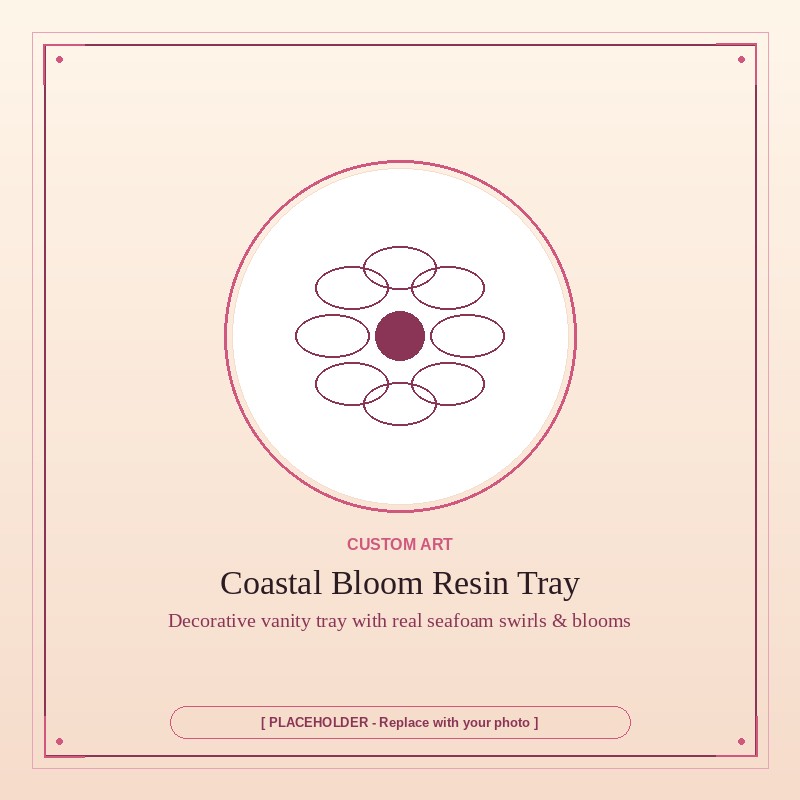 CUSTOM ART
Coastal Bloom Resin Tray
Decorative vanity tray with real seafoam swirls & blooms
[ PLACEHOLDER - Replace with your photo ]